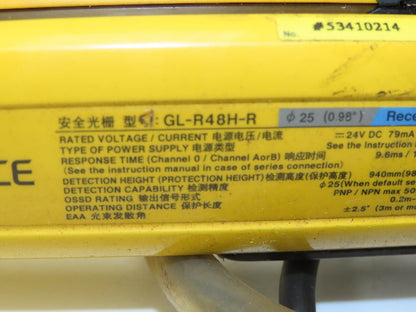 No. #53410214
安全光栅 型号: GL-R48H-R ϕ 25 (0.98") Rece
RATED VOLTAGE / CURRENT 电源电压/电流 ⎓24V DC 79mA
TYPE OF POWER SUPPLY 电源类型 See the Instruction
RESPONSE TIME (Channel 0 / Channel AorB) 响应时间 9.6ms / 1
(See the instruction manual in case of series connection)
CE
DETECTION HEIGHT (PROTECTION HEIGHT) 检测高度(保护高度) 940mm(98
DETECTION CAPABILITY 检测精度 ϕ25(When default se
OSSD RATING 输出信号形式 PNP / NPN max 50
OPERATING DISTANCE 保护长度 0.2m-
EAA 光束发散角 ±2.5° (3m or mo